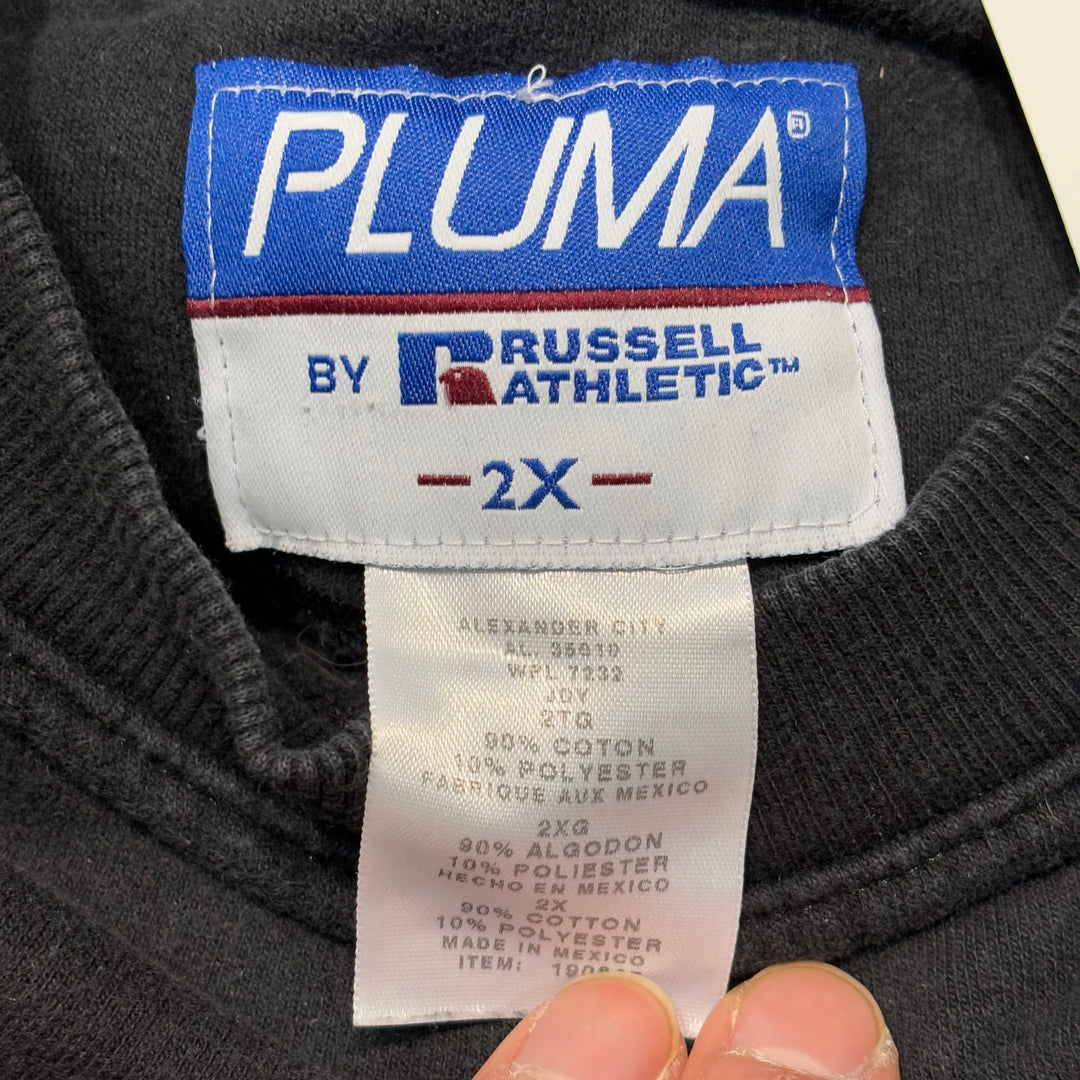 PLUMA®
BY RUSSELL
ATHLETIC™
- 2X -
ALEXANDER CITY
AL. 35010
WPL 7232
JOY
2TG
90% COTON
10% POLYESTER
FABRIQUE AUX MEXICO
2XG
90% ALGODON
10% POLIESTER
HECHO EN MEXICO
2X
90% COTTON
10% POLYESTER
MADE IN MEXICO
ITEM: